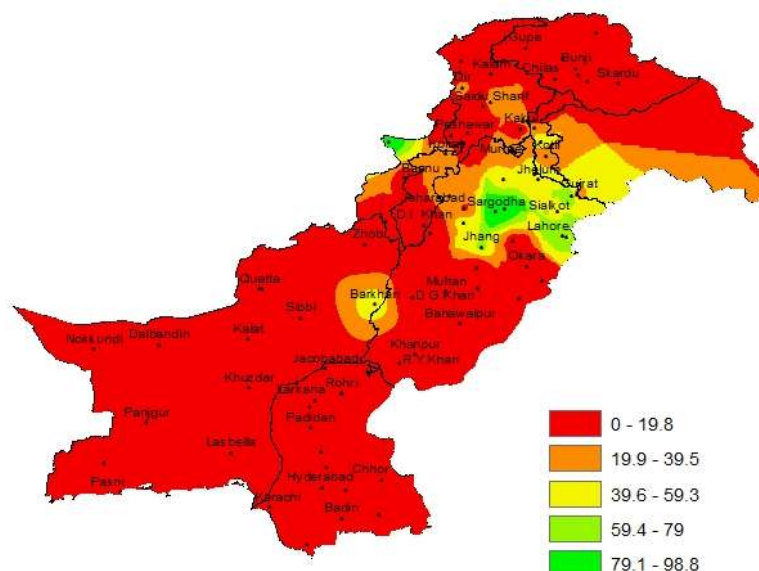 Gupa
Bunji
Kalam
Chilas
Skardu
Dir
Saidu Sharif
Kakul
Peshawar
Kohat
Murree
Kotli
Bannu
Jhelum
Gujrat
Sargodha
Sialkot
D.I. Khan
Lahore
Zhob
Jhang
Okara
Quetta
Multan
Barkhan
D.G.Khan
Sibbi
Bahawalpur
Kalat
Nokkundi
Dalbandin
Khanpur
Jacobabad
R.Y.Khan
Khuzdar
Larkana
Rohri
Panjgur
Padidan
Lasbella
Pasni
Hyderabad
Chhor
Karachi
Badin
0 - 19.8
19.9 - 39.5
39.6 - 59.3
59.4 - 79
79.1 - 98.8